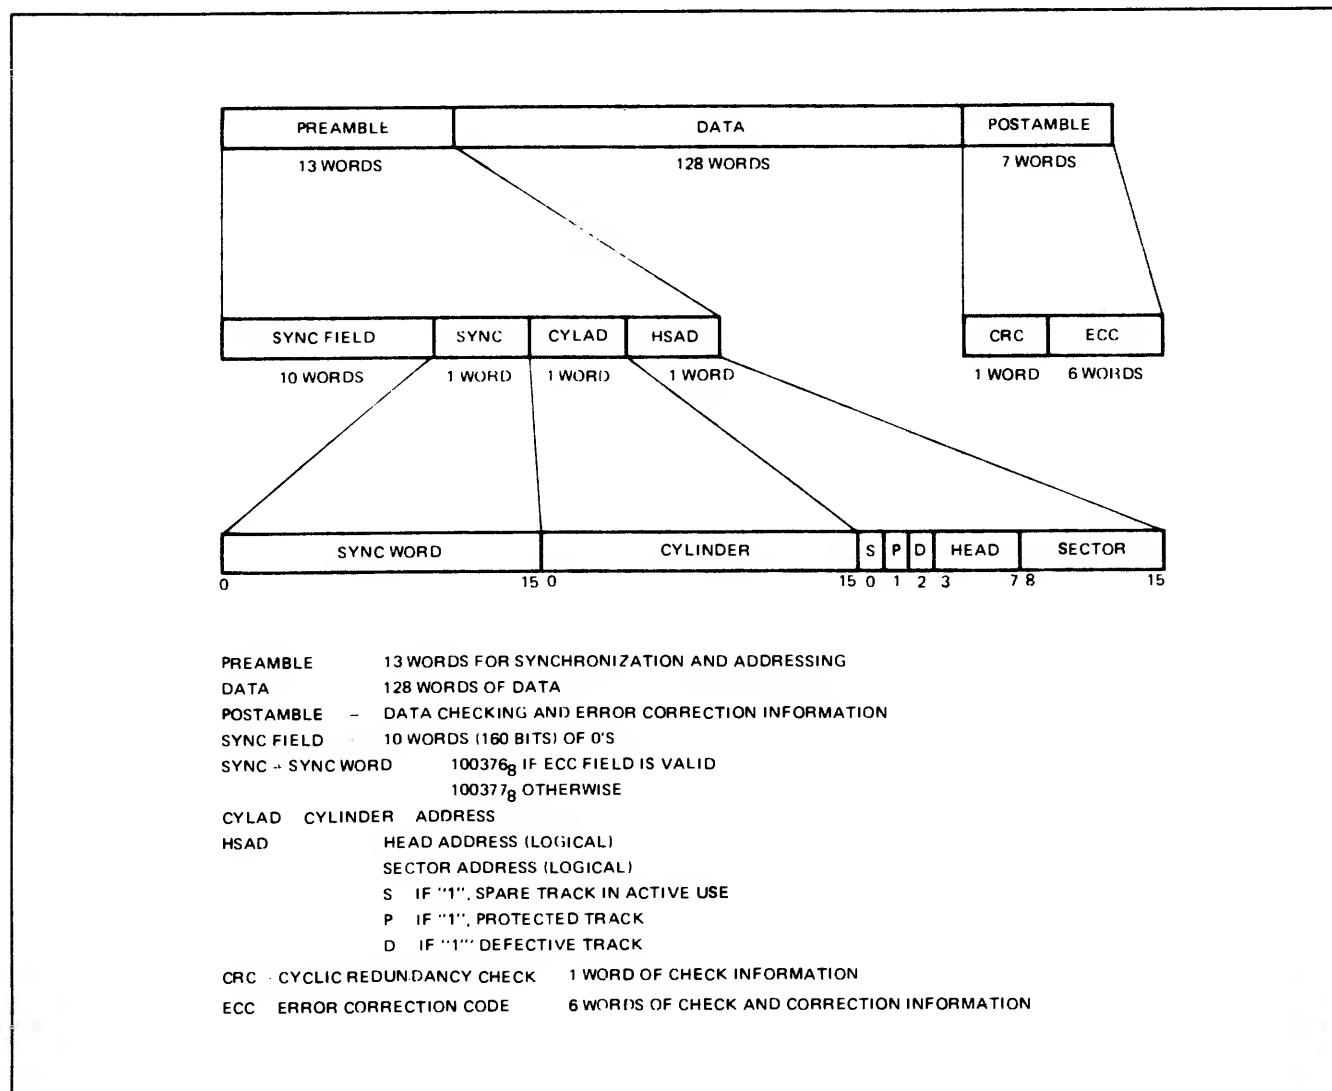 PREAMBLE DATA POSTAMBLE
13 WORDS 128 WORDS 7 WORDS
SYNC FIELD SYNC CYLAD HSAD CRC ECC
10 WORDS 1 WORD 1 WORD 1 WORD 1 WORD 6 WORDS
SYNC WORD CYLINDER S P D HEAD SECTOR
0 15 0 15 0 1 2 3 7 8 15
PREAMBLE 13 WORDS FOR SYNCHRONIZATION AND ADDRESSING
DATA 128 WORDS OF DATA
POSTAMBLE – DATA CHECKING AND ERROR CORRECTION INFORMATION
SYNC FIELD - 10 WORDS (160 BITS) OF 0'S
SYNC - SYNC WORD 100376₈ IF ECC FIELD IS VALID
100377₈ OTHERWISE
CYLAD CYLINDER ADDRESS
HSAD HEAD ADDRESS (LOGICAL)
SECTOR ADDRESS (LOGICAL)
S IF "1", SPARE TRACK IN ACTIVE USE
P IF "1", PROTECTED TRACK
D IF "1"' DEFECTIVE TRACK
CRC - CYCLIC REDUNDANCY CHECK 1 WORD OF CHECK INFORMATION
ECC ERROR CORRECTION CODE 6 WORDS OF CHECK AND CORRECTION INFORMATION